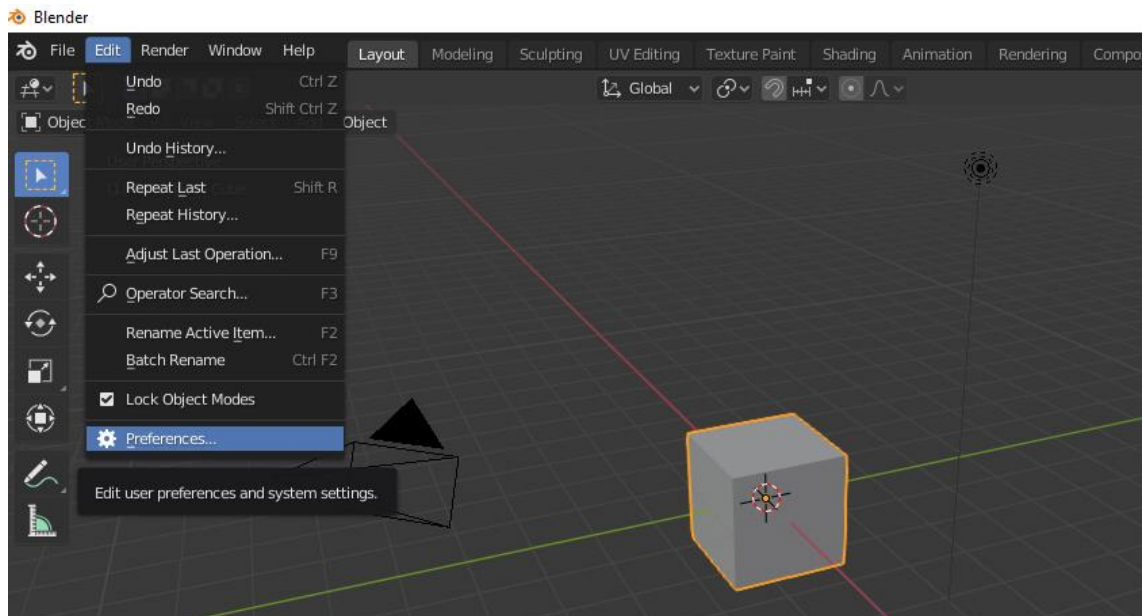 Blender
File Edit Render Window Help Layout Modeling Sculpting UV Editing Texture Paint Shading Animation Rendering
Global
Object
Undo Ctrl Z
Redo Shift Ctrl Z
Undo History...
Repeat Last Shift R
Repeat History...
Adjust Last Operation... F9
Operator Search... F3
Rename Active Item... F2
Batch Rename Ctrl F2
Lock Object Modes
Preferences...
Edit user preferences and system settings.